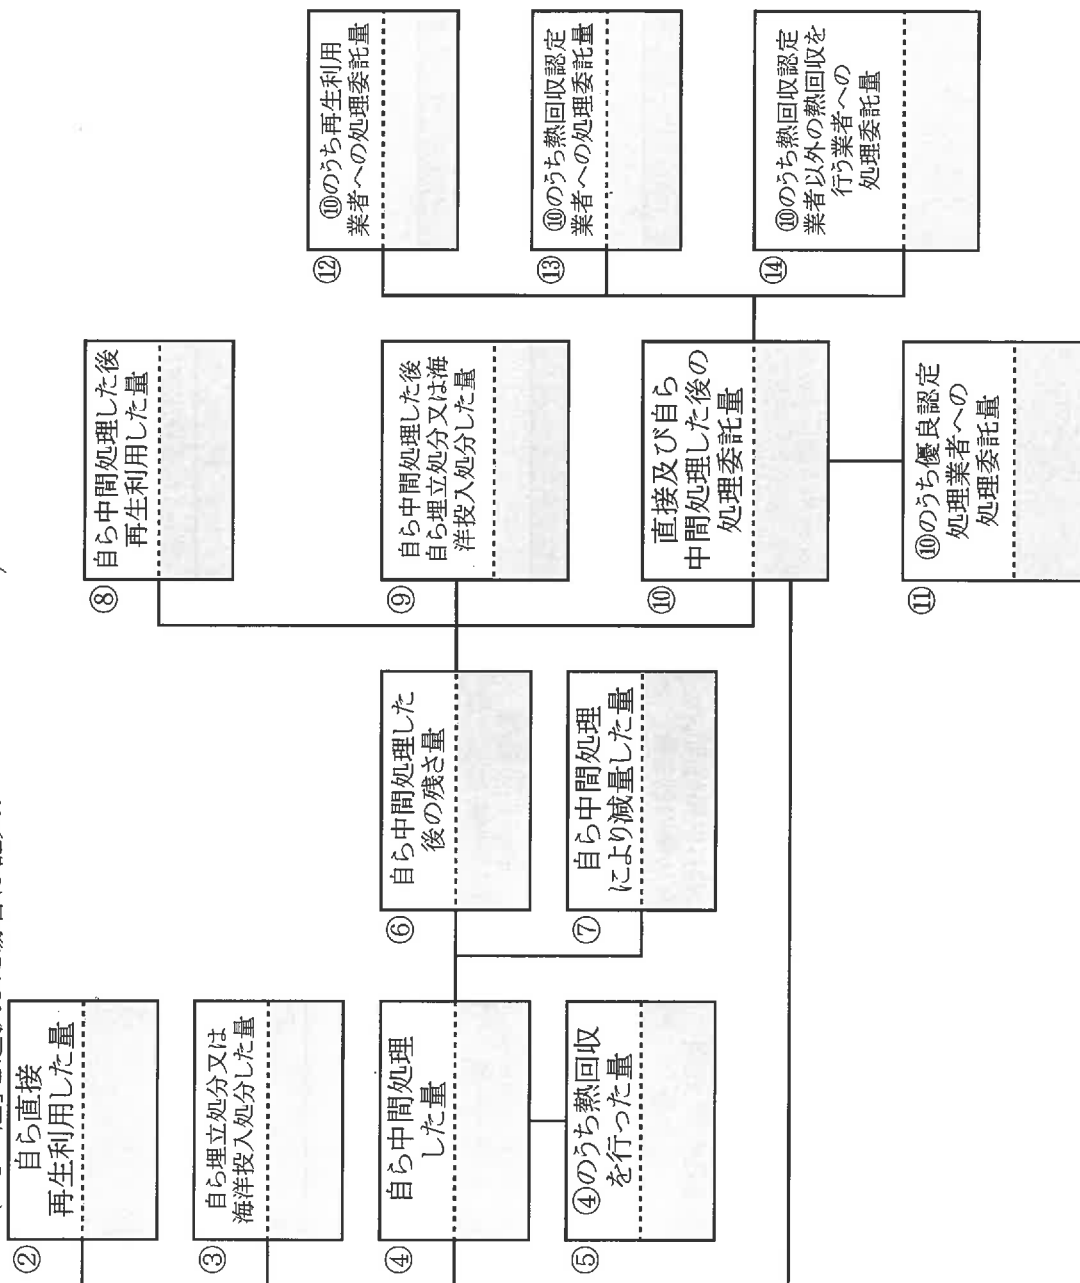 ②
自ら直接
再生利用した量
③
自ら埋立処分又は
海洋投入処分した量
④
自ら中間処理
した量
⑤
④のうち熱回収
を行った量
⑥
自ら中間処理した
後の残さ量
⑦
自ら中間処理
により減量した量
⑧
自ら中間処理した後
再生利用した量
⑨
自ら中間処理した後
自ら埋立処分又は海
洋投入処分した量
⑩
直接及び自ら
中間処理した後の
処理委託量
⑪
⑩のうち優良認定
処理業者への
処理委託量
⑫
⑩のうち再生利用
業者への処理委託量
⑬
⑩のうち熱回収認定
業者への処理委託量
⑭
⑩のうち熱回収認定
業者以外の熱回収を
行う業者への
処理委託量